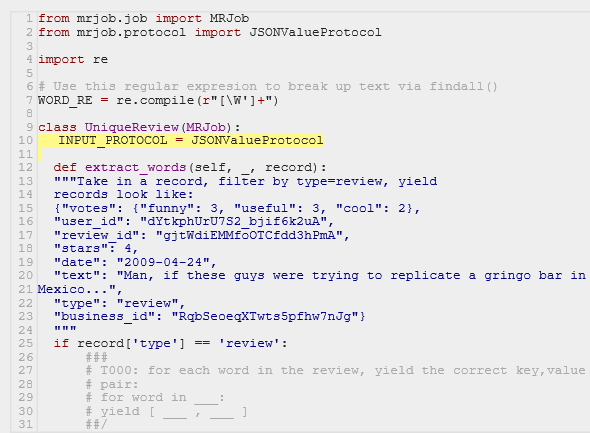 1 from mrjob.job import MRJob
2 from mrjob.protocol import JSONValueProtocol
3
4 import re
5
6 # Use this regular expresion to break up text via findall()
7 WORD_RE = re.compile(r"[\W']+")
8
9 class UniqueReview(MRJob):
10 INPUT_PROTOCOL = JSONValueProtocol
11
12 def extract_words(self, _, record):
13 """Take in a record, filter by type=review, yield
14 records look like:
15 {"votes": {"funny": 3, "useful": 3, "cool": 2},
16 "user_id": "dYtkphUrU7S2_bjif6k2uA",
17 "review_id": "gjtWdiEMMfoOTCfdd3hPmA",
18 "stars": 4,
19 "date": "2009-04-24",
20 "text": "Man, if these guys were trying to replicate a gringo bar in
21 Mexico...",
22 "type": "review",
23 "business_id": "RqbSeoeqXTwts5pfhw7nJg"}
24 """
25 if record['type'] == 'review':
26 ###
27 # T000: for each word in the review, yield the correct key,value
28 # pair:
29 # for word in ___:
30 # yield [ ___ , ___ ]
31 ##/